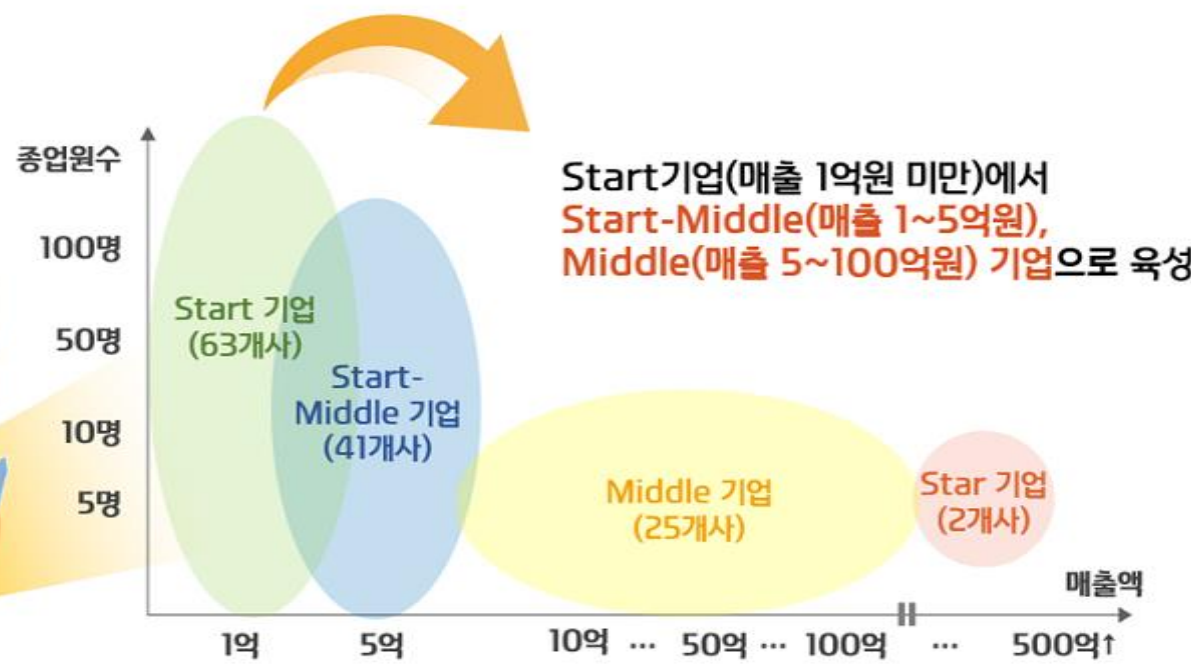 종업원수
100명
50명
10명
5명
Start 기업
(63개사)
Start-
Middle 기업
(41개사)
Middle 기업
(25개사)
Star 기업
(2개사)
Start기업(매출 1억원 미만)에서
Start-Middle(매출 1~5억원),
Middle(매출 5~100억원) 기업으로 육성
매출액
1억 5억 10억 ... 50억 ... 100억 ... 500억↑